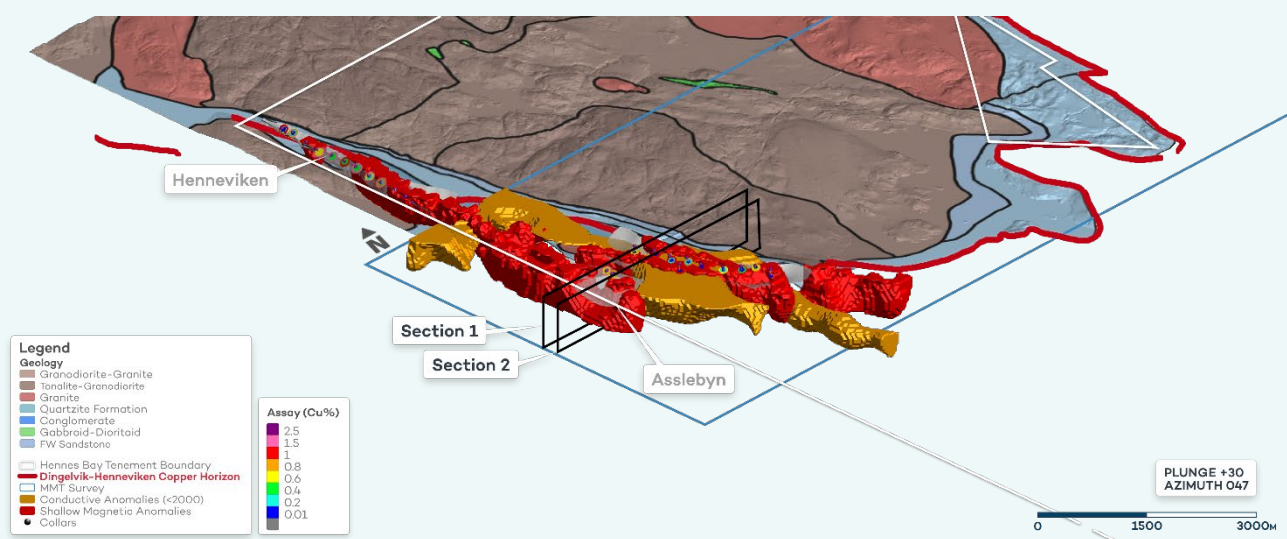 Henneviken
N
Section 1
Section 2
Asslebyn
Legend
Geology
Granodiorite-Granite
Tonalite-Granodiorite
Granite
Quartzite Formation
Conglomerate
Gabbroid-Dioritoid
FW Sandstone
Hennes Bay Tenement Boundary
Dingelvik-Henneviken Copper Horizon
MMT Survey
Conductive Anomalies (<2000)
Shallow Magnetic Anomalies
Collars
Assay (Cu%)
2.5
1.5
1
0.8
0.6
0.4
0.2
0.01
PLUNGE +30
AZIMUTH 047
0 1500 3000M